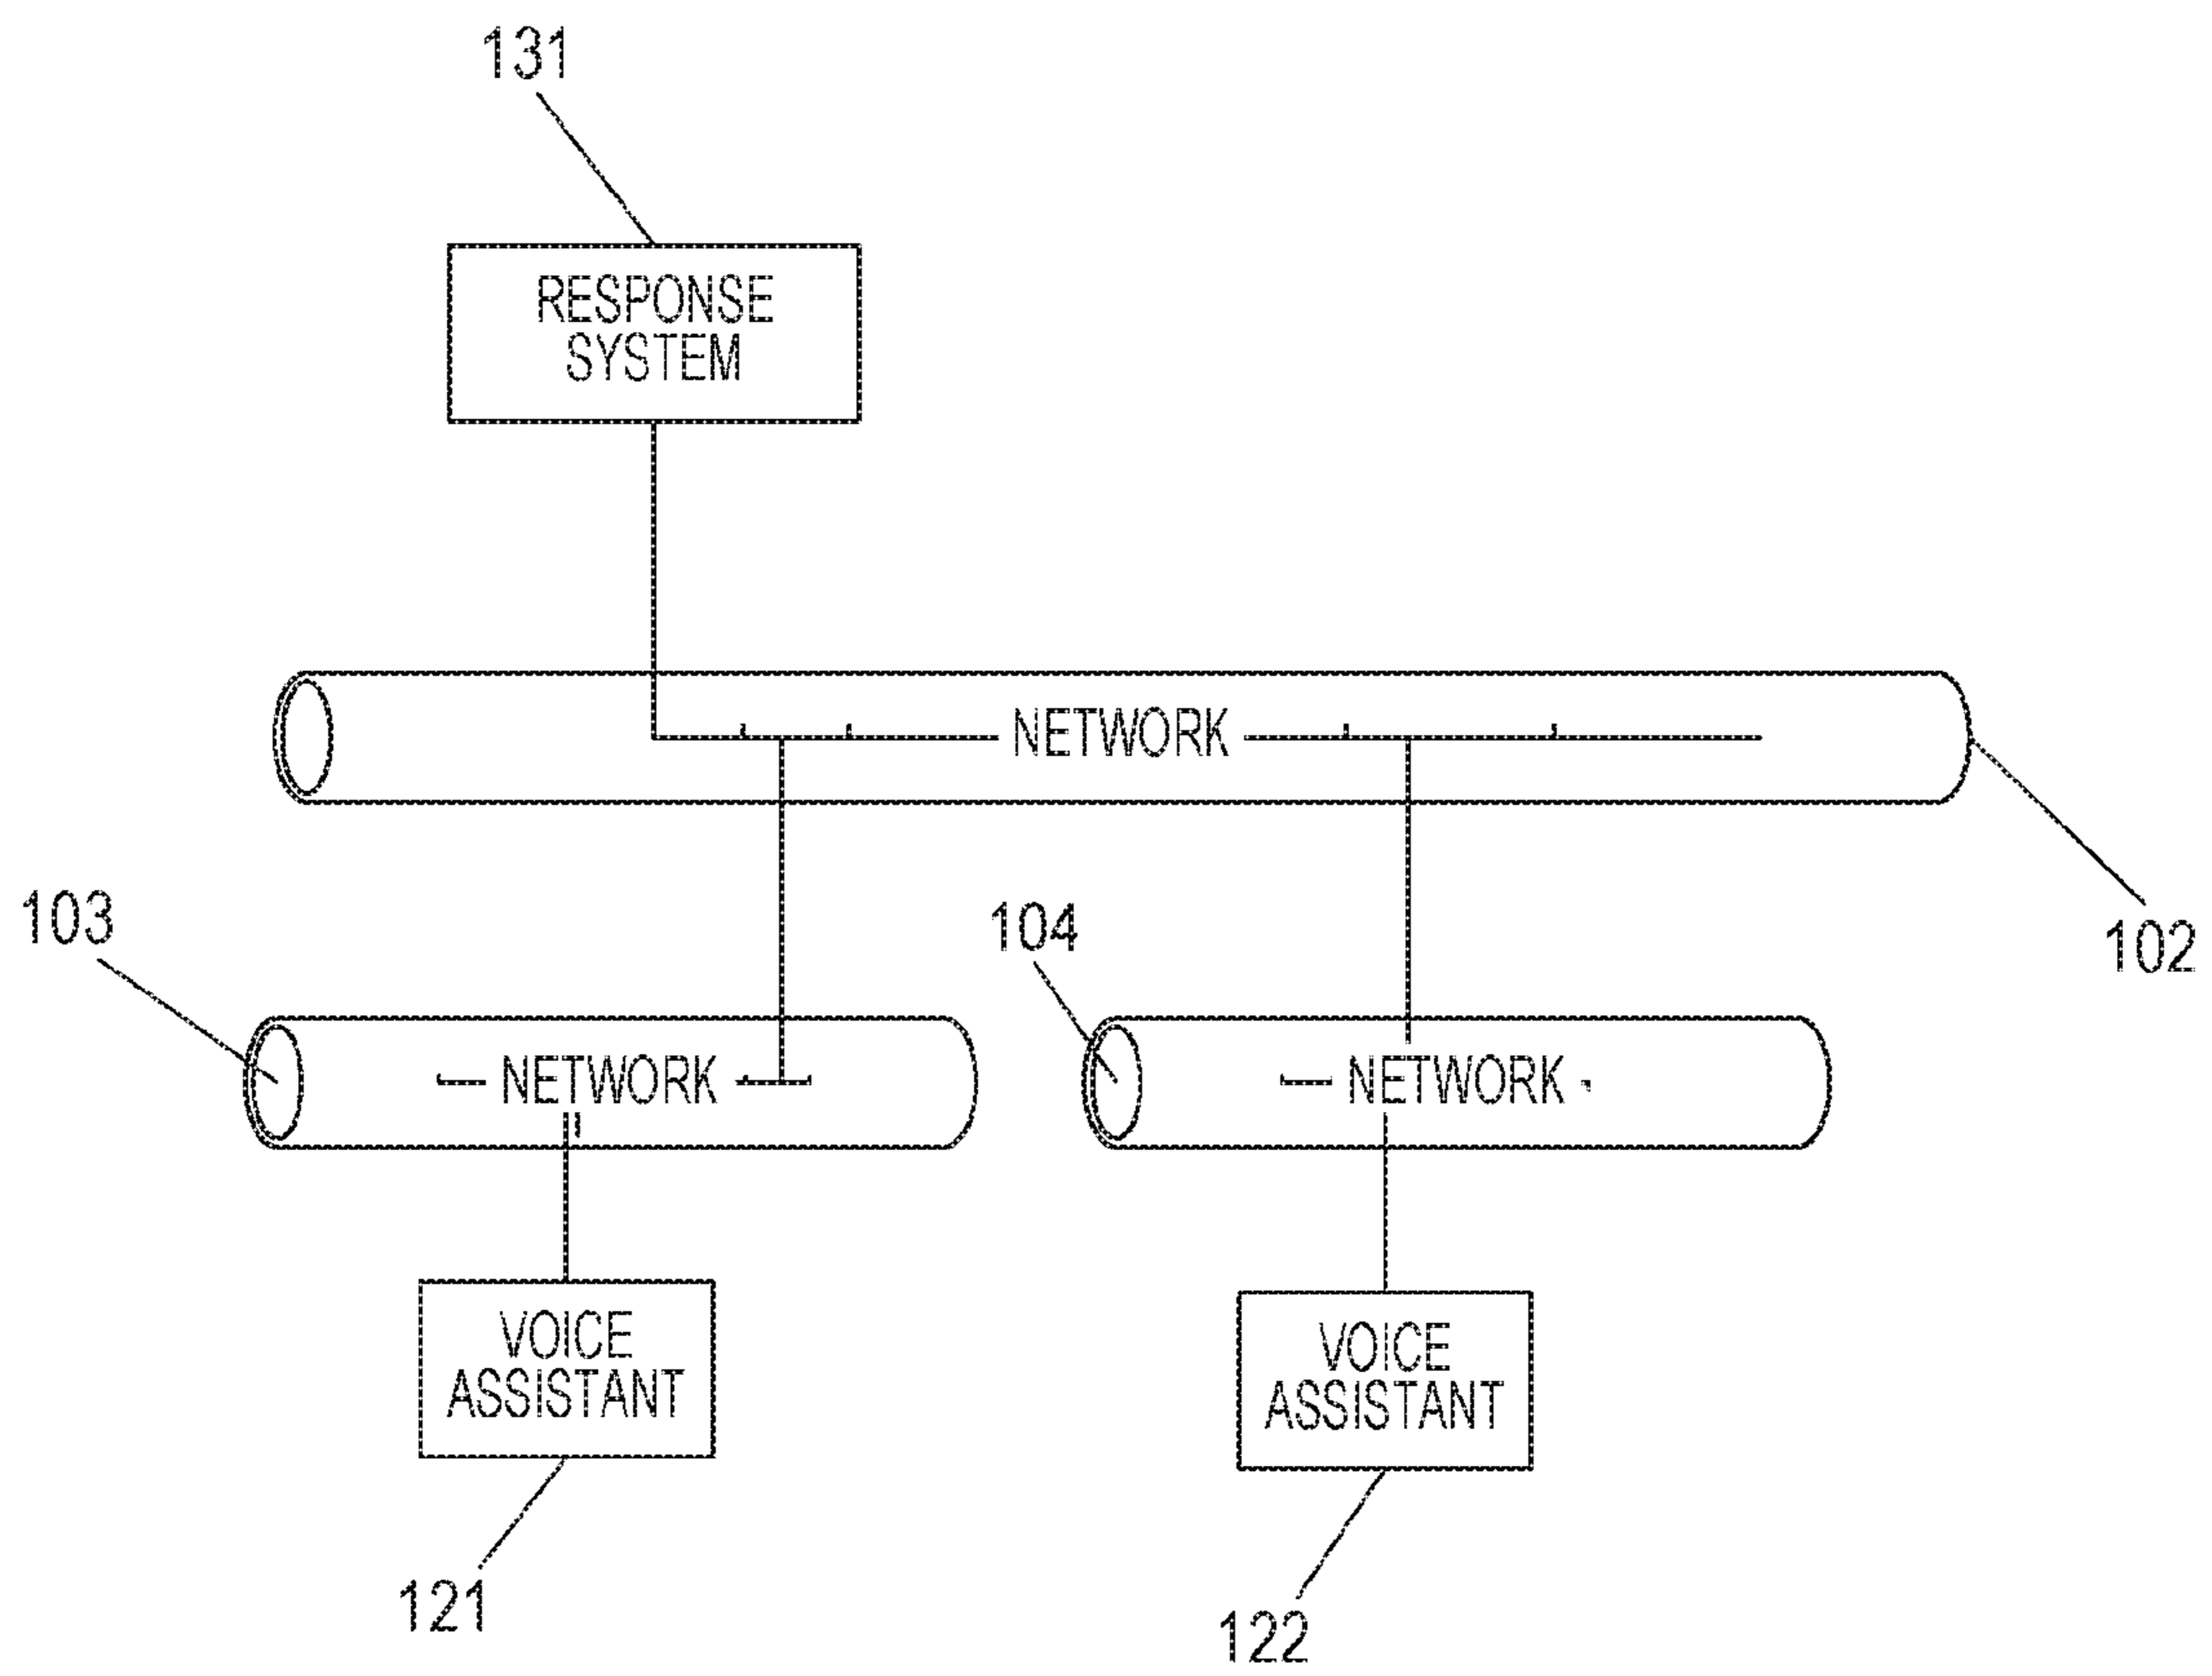 131
RESPONSE
SYSTEM
NETWORK
103
104
102
NETWORK
NETWORK
VOICE
ASSISTANT
VOICE
ASSISTANT
121
122